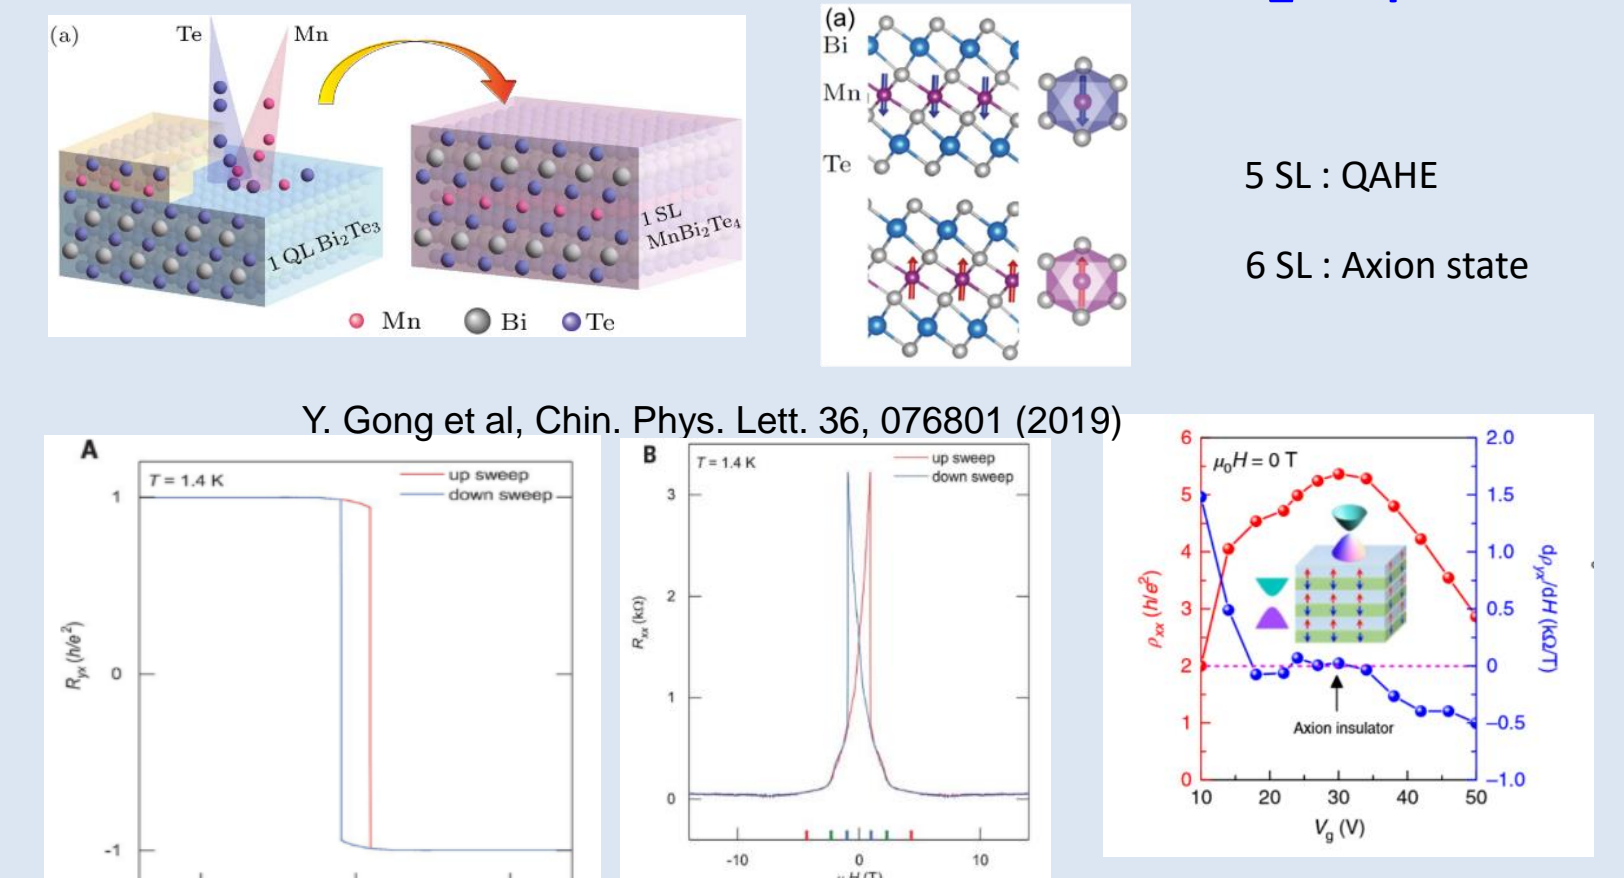 (a)
Te
Mn
1 QL Bi₂Te₃
1 SL
MnBi₂Te₄
Mn
Bi
Te
(a)
Bi
Mn
Te
5 SL : QAHE
6 SL : Axion state
Y. Gong et al, Chin. Phys. Lett. 36, 076801 (2019)
A
T = 1.4 K
up sweep
down sweep
1
0
-1
Ryx (h/e²)
B
T = 1.4 K
up sweep
down sweep
3
2
1
0
Rxx (kΩ)
-10
0
10
6
5
4
3
2
1
0
ρxx (h/e²)
μ₀H = 0 T
Axion insulator
2.0
1.5
1.0
0.5
0
−0.5
−1.0
dρyx/dH (kΩ/T)
10
20
30
40
50
Vg (V)